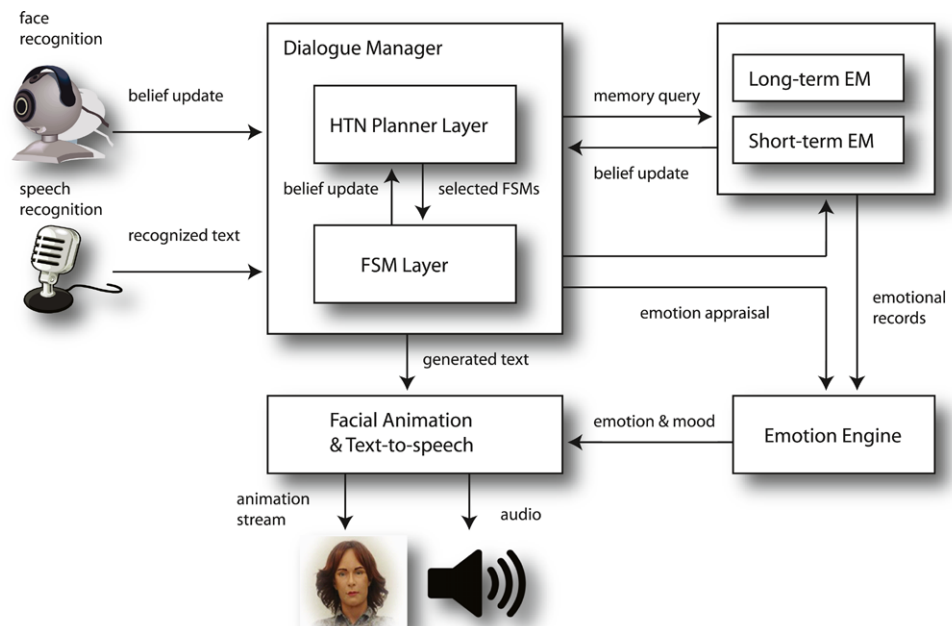 face
recognition
belief update
speech
recognition
recognized text
Dialogue Manager
HTN Planner Layer
belief update
selected FSMs
FSM Layer
memory query
belief update
Long-term EM
Short-term EM
emotion appraisal
emotional
records
generated text
Facial Animation
& Text-to-speech
emotion & mood
Emotion Engine
animation
stream
audio